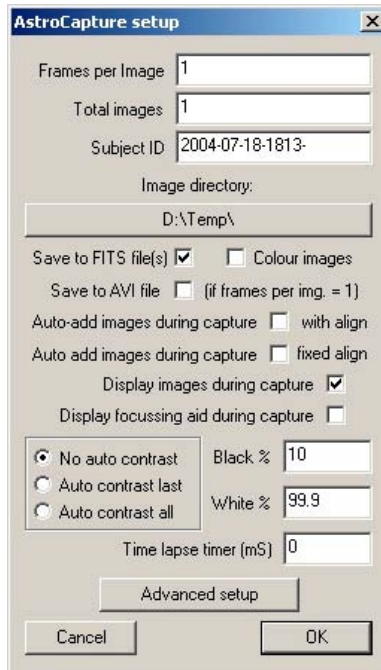 AstroCapture setup
Frames per Image 1
Total images 1
Subject ID 2004-07-18-1813-
Image directory:
D:\Temp\
Save to FITS file(s) Colour images
Save to AVI file (if frames per img. = 1)
Auto-add images during capture with align
Auto add images during capture fixed align
Display images during capture
Display focussing aid during capture
No auto contrast Black % 10
Auto contrast last
White % 99.9
Auto contrast all
Time lapse timer (mS) 0
Advanced setup
Cancel OK